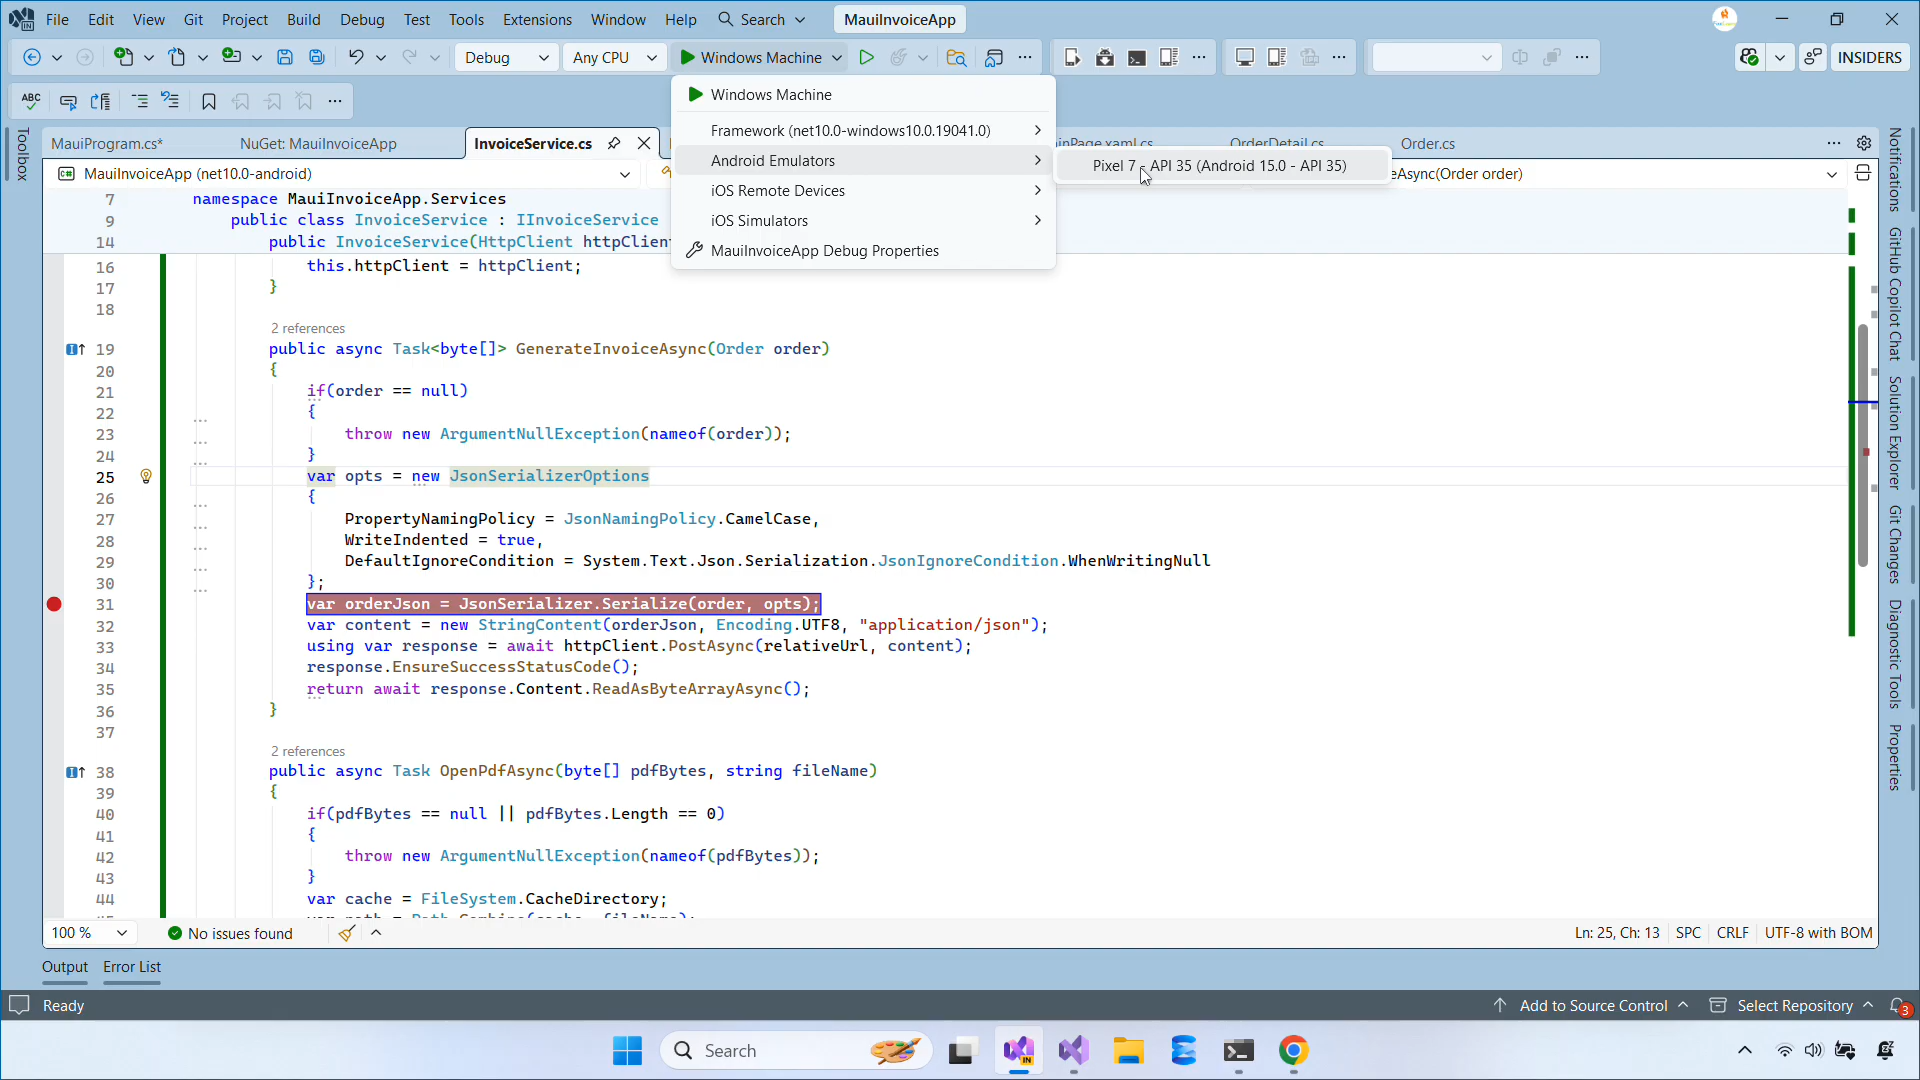 File Edit View Git Project Build Debug Test Tools Extensions Window Help Search MauiInvoiceApp
Debug Any CPU Windows Machine INSIDERS
ABC
Windows Machine
Framework (net10.0-windows10.0.19041.0)
Android Emulators
iOS Remote Devices
iOS Simulators
MauiInvoiceApp Debug Properties
Pixel 7 - API 35 (Android 15.0 - API 35)
Toolbox
MauiProgram.cs* NuGet: MauiInvoiceApp InvoiceService.cs OrderDetail.cs Order.cs
MauiInvoiceApp (net10.0-android) Async(Order order)
7 namespace MauiInvoiceApp.Services
9 public class InvoiceService : IInvoiceService
14 public InvoiceService(HttpClient httpClient
16 this.httpClient = httpClient;
17 }
18
2 references
19 public async Task<byte[]> GenerateInvoiceAsync(Order order)
20 {
21 if(order == null)
22 {
23 throw new ArgumentNullException(nameof(order));
24 }
25 var opts = new JsonSerializerOptions
26 {
27 PropertyNamingPolicy = JsonNamingPolicy.CamelCase,
28 WriteIndented = true,
29 DefaultIgnoreCondition = System.Text.Json.Serialization.JsonIgnoreCondition.WhenWritingNull
30 };
31 var orderJson = JsonSerializer.Serialize(order, opts);
32 var content = new StringContent(orderJson, Encoding.UTF8, "application/json");
33 using var response = await httpClient.PostAsync(relativeUrl, content);
34 response.EnsureSuccessStatusCode();
35 return await response.Content.ReadAsByteArrayAsync();
36 }
37
2 references
38 public async Task OpenPdfAsync(byte[] pdfBytes, string fileName)
39 {
40 if(pdfBytes == null || pdfBytes.Length == 0)
41 {
42 throw new ArgumentNullException(nameof(pdfBytes));
43 }
44 var cache = FileSystem.CacheDirectory;
Notifications
GitHub Copilot Chat
Solution Explorer
Git Changes
Diagnostic Tools
Properties
100 % No issues found Ln: 25, Ch: 13 SPC CRLF UTF-8 with BOM
Output Error List
Ready Add to Source Control Select Repository 3
Search IN